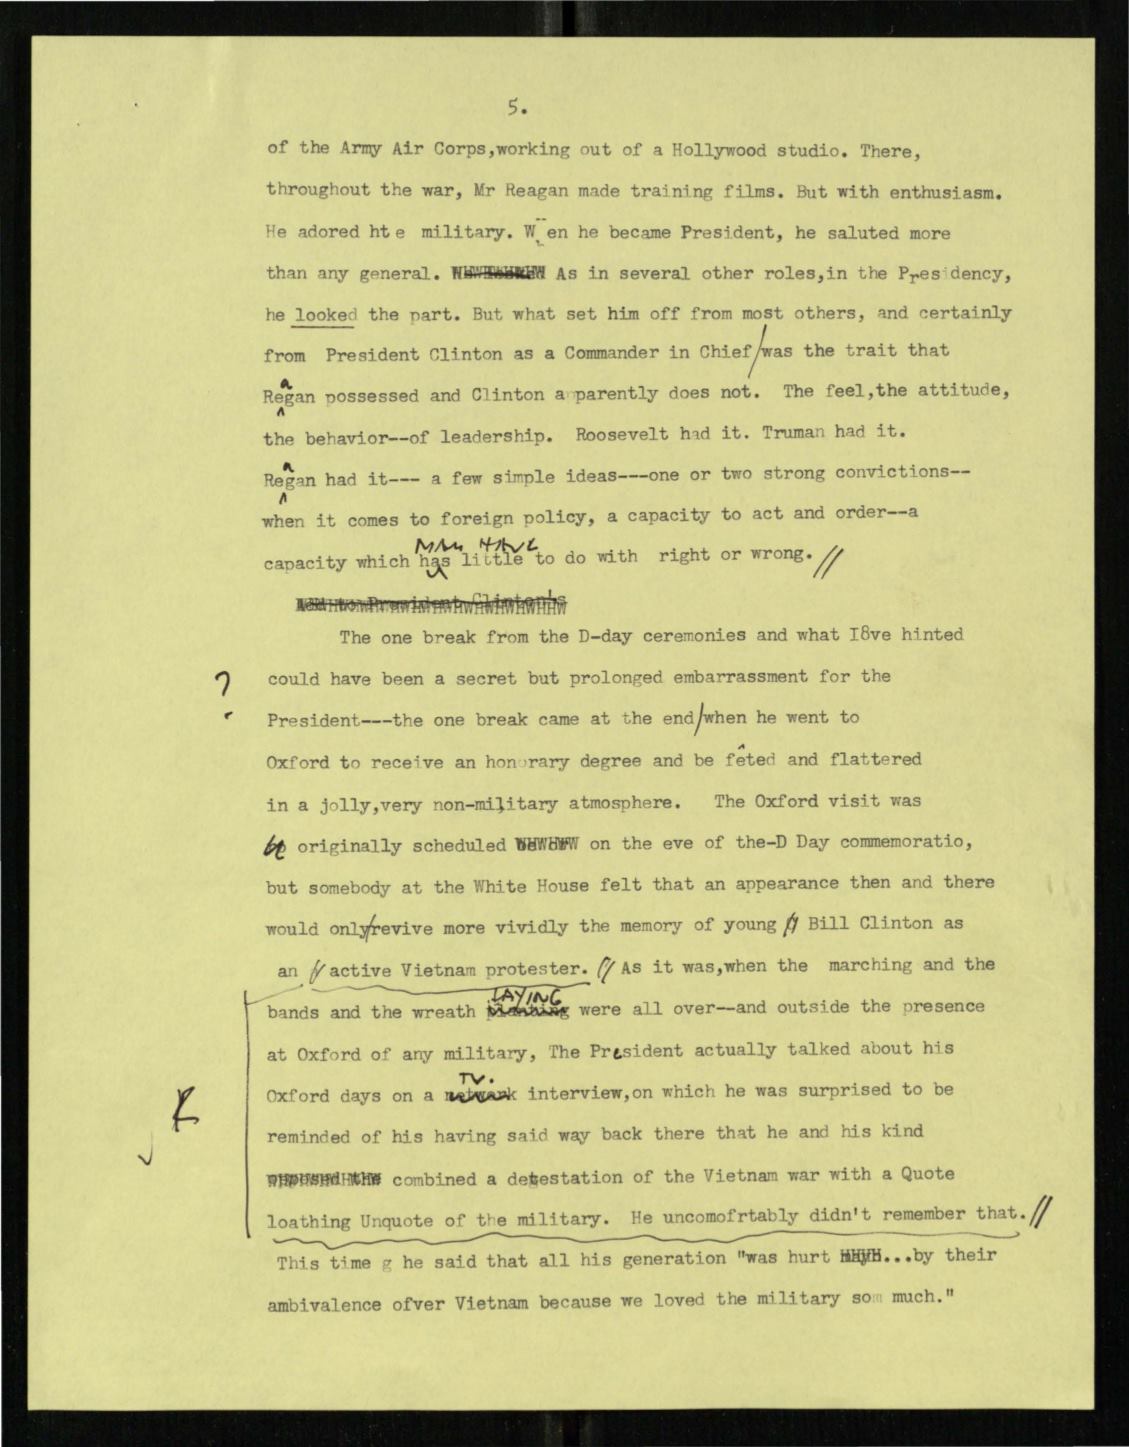 5.
of the Army Air Corps,working out of a Hollywood studio. There,
throughout the war, Mr Reagan made training films. But with enthusiasm.
He adored hte military. W en he became President, he saluted more
than any general. As in several other roles,in the Presidency,
he looked the part. But what set him off from most others, and certainly
from President Clinton as a Commander in Chief/was the trait that
a
Regan possessed and Clinton apparently does not. The feel,the attitude,
the behavior--of leadership. Roosevelt had it. Truman had it.
a
Regan had it--- a few simple ideas---one or two strong convictions--
when it comes to foreign policy, a capacity to act and order--a
MAY HAVE
capacity which has little to do with right or wrong. //
Add to President Clinton's
The one break from the D-day ceremonies and what I8ve hinted
? could have been a secret but prolonged embarrassment for the
President---the one break came at the end/when he went to
Oxford to receive an honorary degree and be fêted and flattered
in a jolly,very non-military atmosphere. The Oxford visit was
originally scheduled on the eve of the-D Day commemoratio,
but somebody at the White House felt that an appearance then and there
would only/revive more vividly the memory of young Bill Clinton as
an active Vietnam protester. // As it was,when the marching and the
LAYING
bands and the wreath were all over--and outside the presence
at Oxford of any military, The President actually talked about his
TV.
Oxford days on a network interview,on which he was surprised to be
reminded of his having said way back there that he and his kind
opposed the combined a detestation of the Vietnam war with a Quote
loathing Unquote of the military. He uncomofrtably didn't remember that. //
This time g he said that all his generation "was hurt ...by their
ambivalence ofver Vietnam because we loved the military som much."